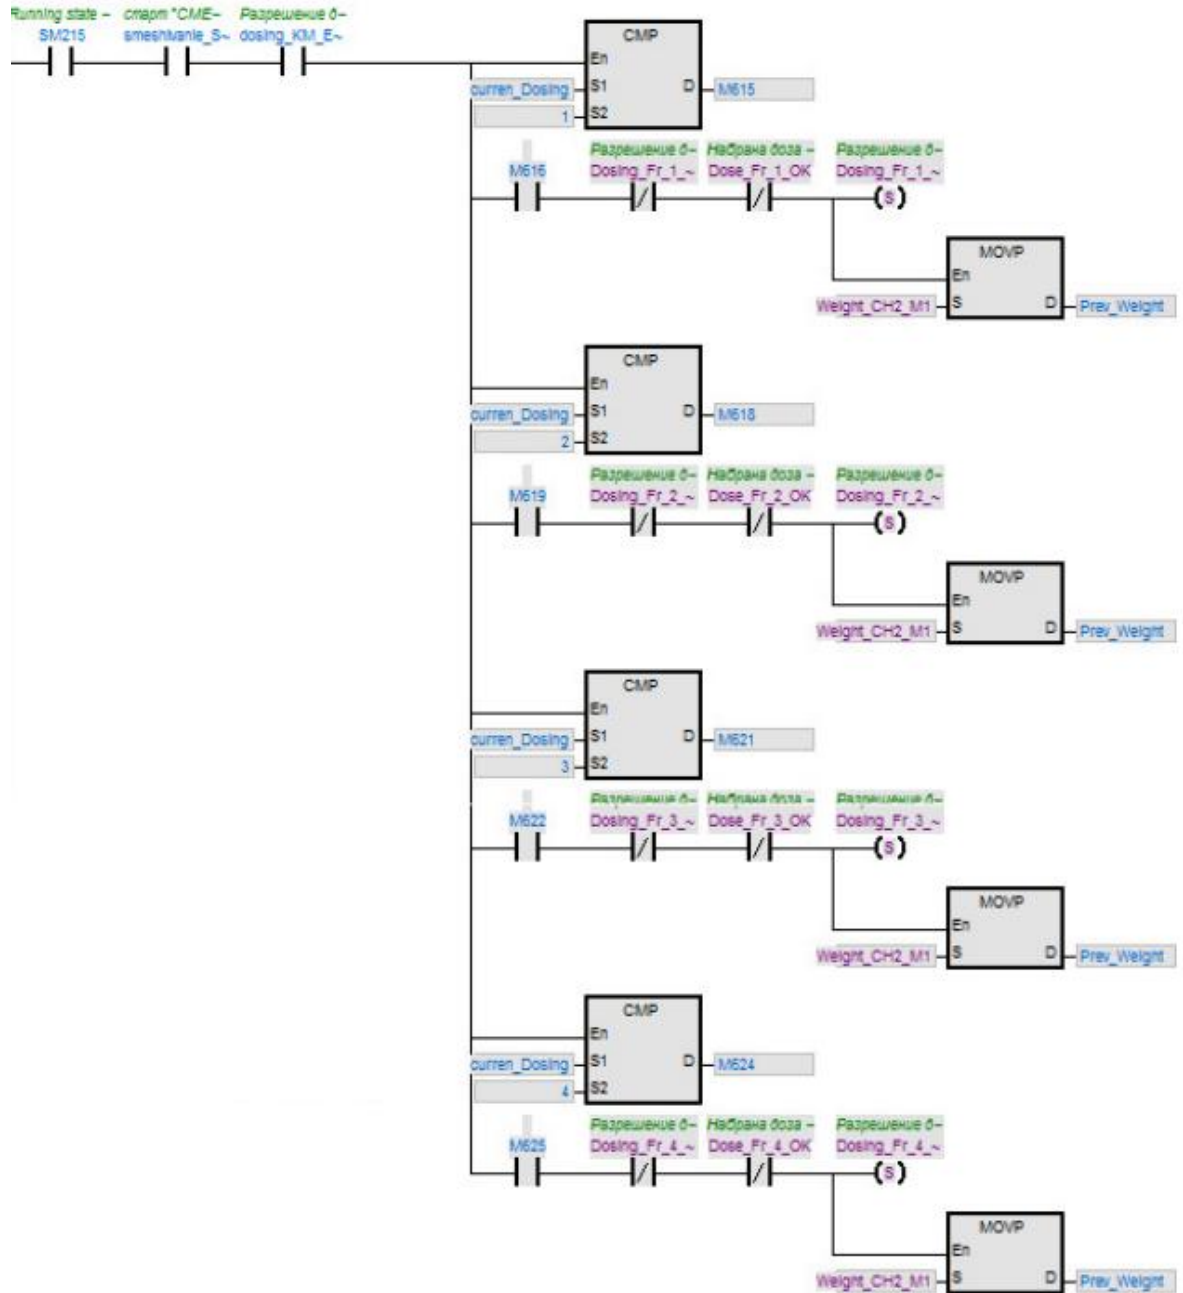 Running state ~ старт "СМЕ~ Разрешение д~
SM215 smeshivanie_S~ dosing_KM_E~
CMP
En
curren_Dosing S1 D M615
1 S2
Разрешение д~ Набрана доза ~ Разрешение д~
M616 Dosing_Fr_1_~ Dose_Fr_1_OK Dosing_Fr_1_~
S
MOVP
En
Weight_CH2_M1 S D Prev_Weight
CMP
En
curren_Dosing S1 D M618
2 S2
Разрешение д~ Набрана доза ~ Разрешение д~
M619 Dosing_Fr_2_~ Dose_Fr_2_OK Dosing_Fr_2_~
S
MOVP
En
Weight_CH2_M1 S D Prev_Weight
CMP
En
curren_Dosing S1 D M621
3 S2
Разрешение д~ Набрана доза ~ Разрешение д~
M622 Dosing_Fr_3_~ Dose_Fr_3_OK Dosing_Fr_3_~
S
MOVP
En
Weight_CH2_M1 S D Prev_Weight
CMP
En
curren_Dosing S1 D M624
4 S2
Разрешение д~ Набрана доза ~ Разрешение д~
M625 Dosing_Fr_4_~ Dose_Fr_4_OK Dosing_Fr_4_~
S
MOVP
En
Weight_CH2_M1 S D Prev_Weight